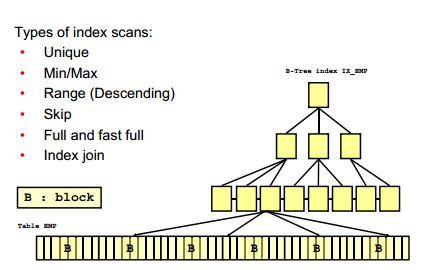 Types of index scans:
• Unique
• Min/Max
• Range (Descending)
• Skip
• Full and fast full
• Index join
B-Tree index IX_EMP
B : block
Table EMP
B B B B B B